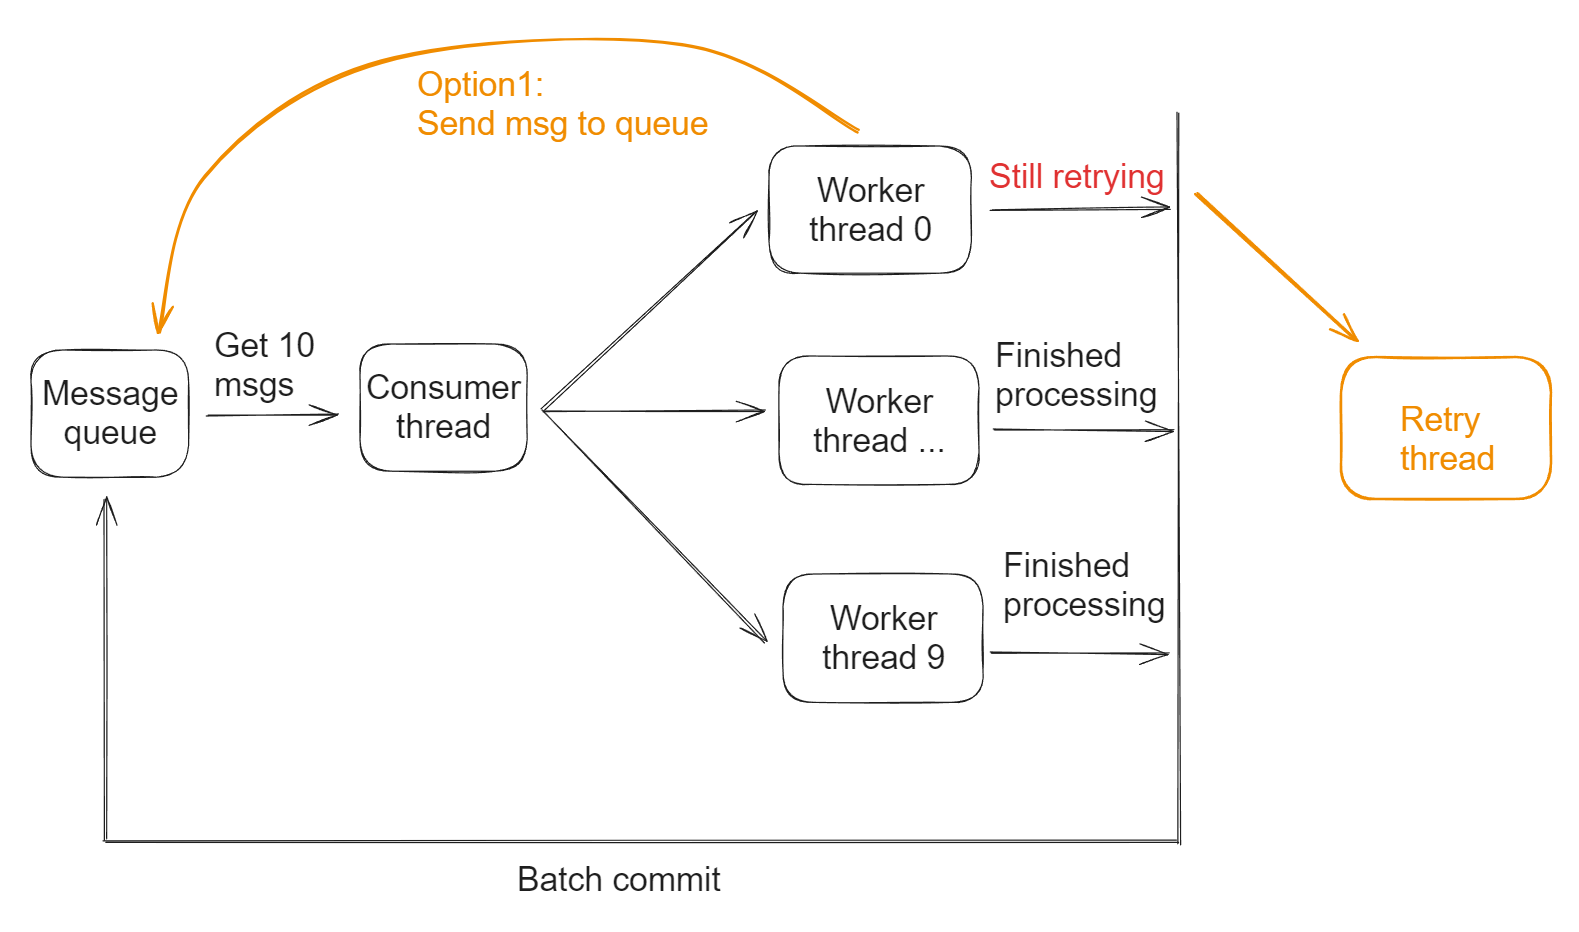 Option1:
Send msg to queue
Worker
thread 0
Still retrying
Get 10
msgs
Message
queue
Consumer
thread
Worker
thread ...
Finished
processing
Retry
thread
Worker
thread 9
Finished
processing
Batch commit